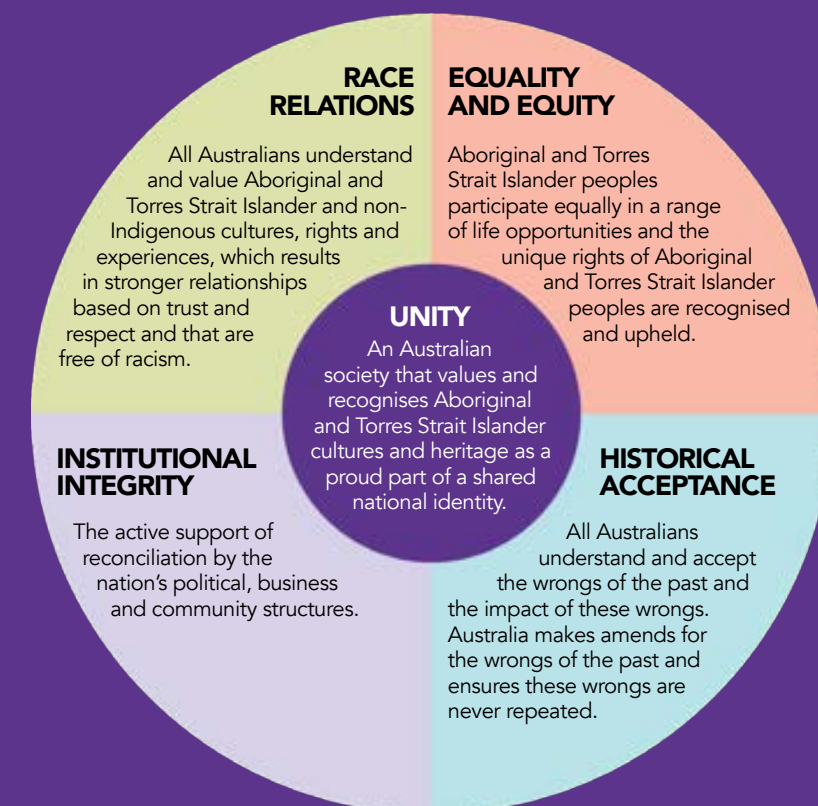 RACE
RELATIONS
All Australians understand
and value Aboriginal and
Torres Strait Islander and non-
Indigenous cultures, rights and
experiences, which results
in stronger relationships
based on trust and
respect and that are
free of racism.
EQUALITY
AND EQUITY
Aboriginal and Torres
Strait Islander peoples
participate equally in a range
of life opportunities and the
unique rights of Aboriginal
and Torres Strait Islander
peoples are recognised
and upheld.
UNITY
An Australian
society that values and
recognises Aboriginal
and Torres Strait Islander
cultures and heritage as a
proud part of a shared
national identity.
INSTITUTIONAL
INTEGRITY
The active support of
reconciliation by the
nation’s political, business
and community structures.
HISTORICAL
ACCEPTANCE
All Australians
understand and accept
the wrongs of the past and
the impact of these wrongs.
Australia makes amends for
the wrongs of the past and
ensures these wrongs are
never repeated.